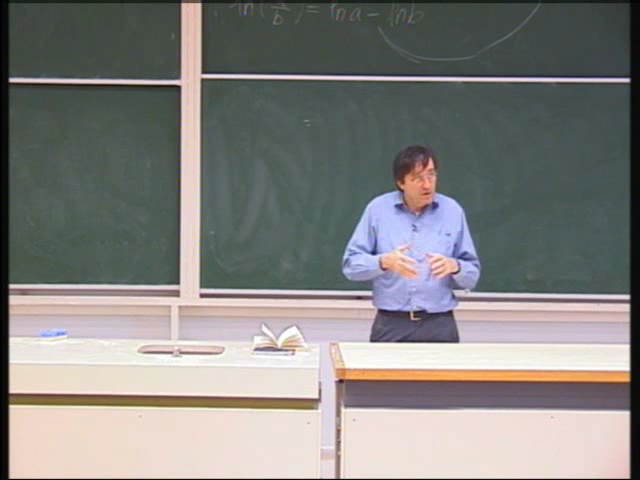 ln(a/b) = ln a - ln b